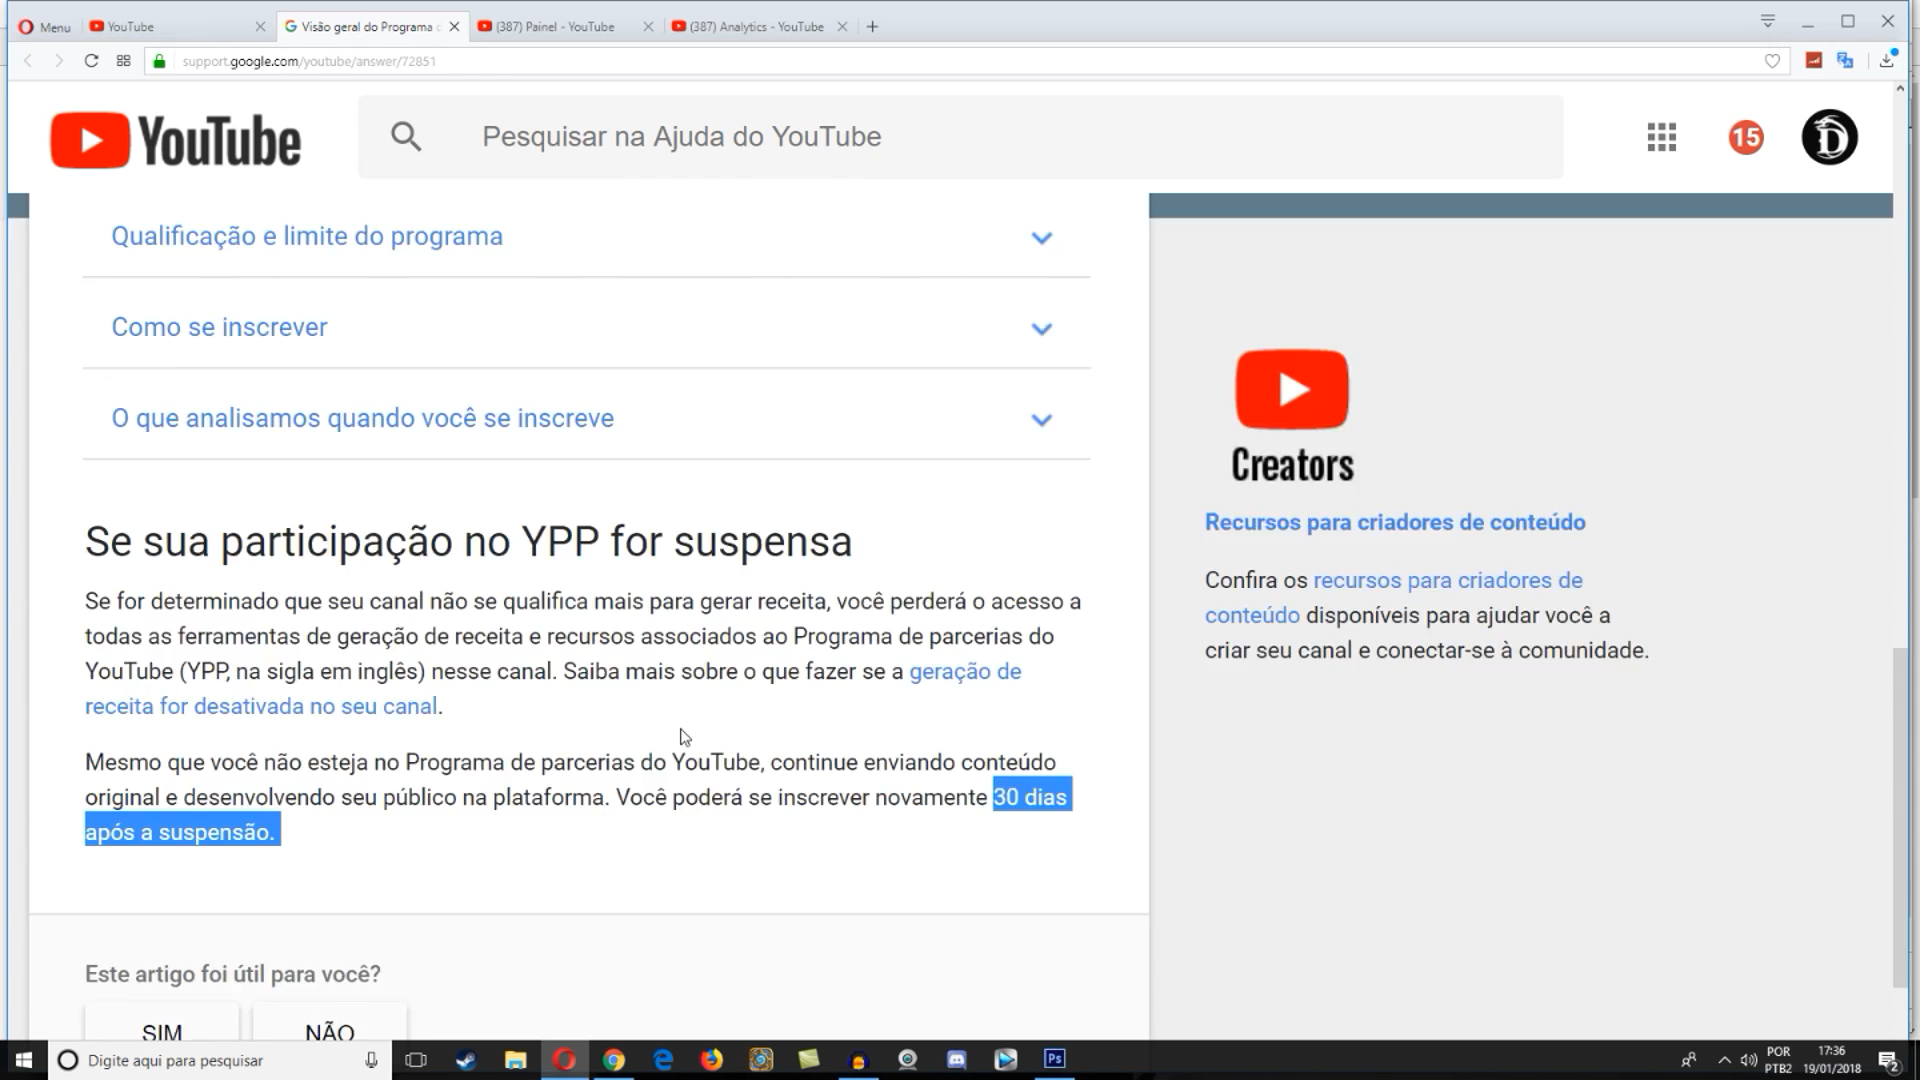 Menu
YouTube
Visão geral do Programa d
(387) Painel - YouTube
(387) Analytics - YouTube
support.google.com/youtube/answer/72851
YouTube
Pesquisar na Ajuda do YouTube
15
D
Qualificação e limite do programa
Como se inscrever
O que analisamos quando você se inscreve
Se sua participação no YPP for suspensa
Se for determinado que seu canal não se qualifica mais para gerar receita, você perderá o acesso a
todas as ferramentas de geração de receita e recursos associados ao Programa de parcerias do
YouTube (YPP, na sigla em inglês) nesse canal. Saiba mais sobre o que fazer se a geração de
receita for desativada no seu canal.
Mesmo que você não esteja no Programa de parcerias do YouTube, continue enviando conteúdo
original e desenvolvendo seu público na plataforma. Você poderá se inscrever novamente 30 dias
após a suspensão.
Este artigo foi útil para você?
SIM
NÃO
Creators
Recursos para criadores de conteúdo
Confira os recursos para criadores de
conteúdo disponíveis para ajudar você a
criar seu canal e conectar-se à comunidade.
Digite aqui para pesquisar
Ps
POR
PTB2
17:36
19/01/2018
2